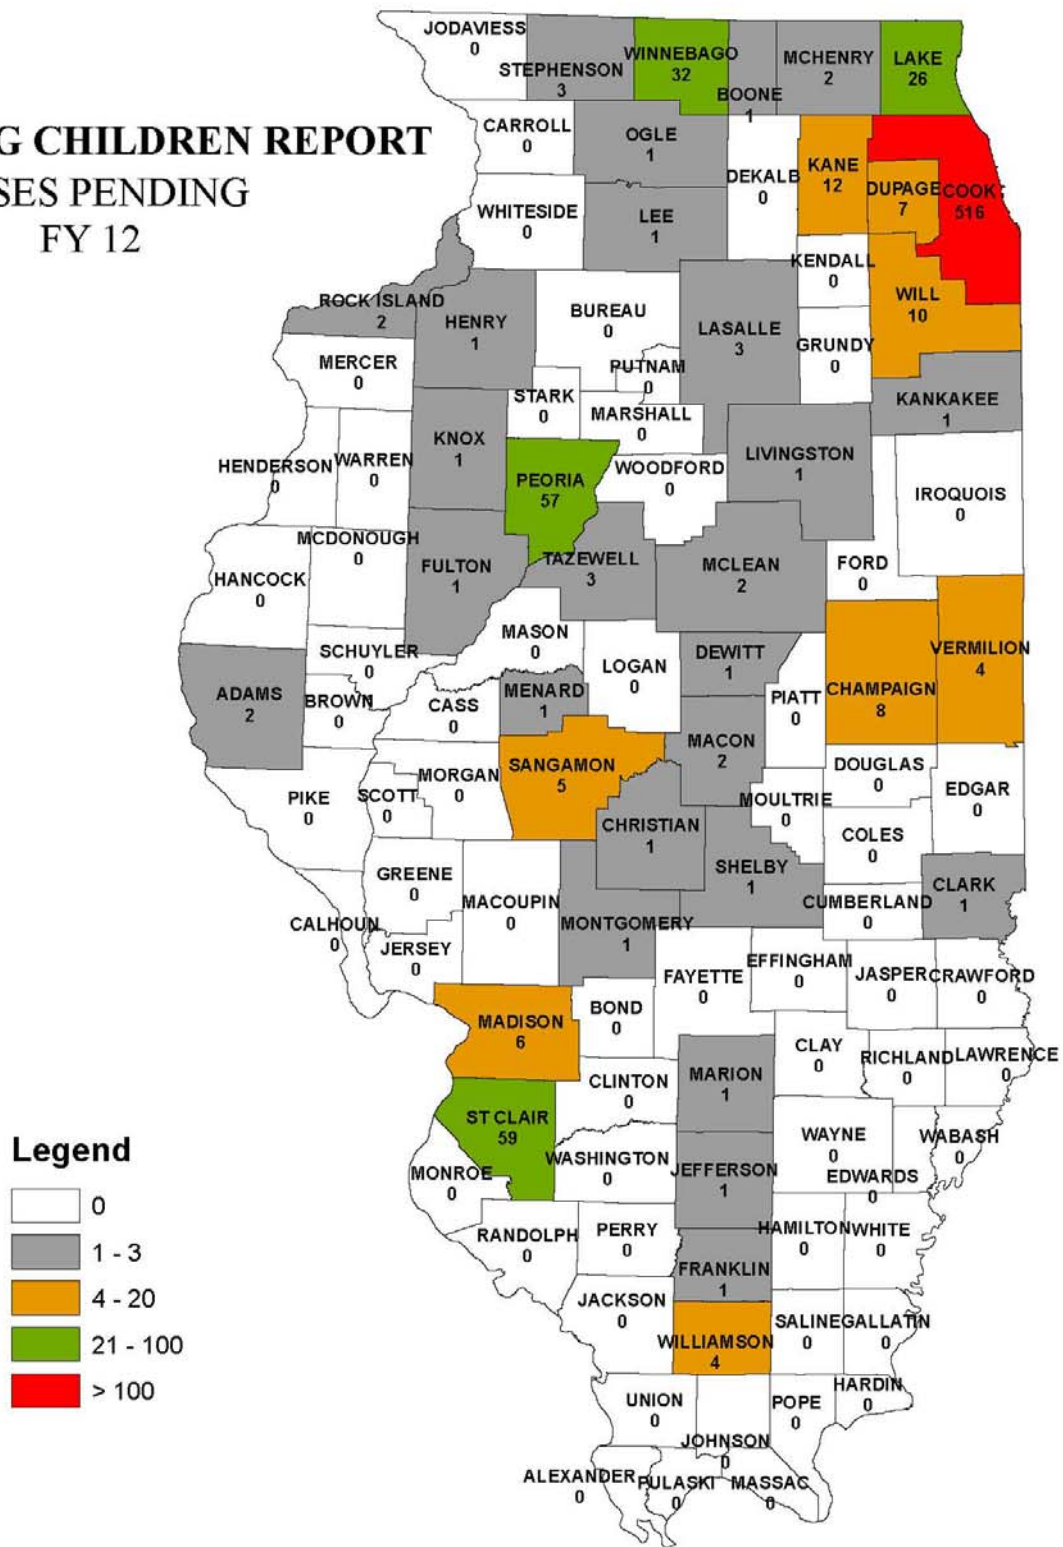 G CHILDREN REPORT
SES PENDING
FY 12
JODAVIESS
0
STEPHENSON
3
WINNEBAGO
32
BOONE
1
MCHENRY
2
LAKE
26
CARROLL
0
OGLE
1
DEKALB
0
KANE
12
DUPAGE
7
COOK
516
WHITESIDE
0
LEE
1
KENDALL
0
WILL
10
ROCK ISLAND
2
HENRY
1
BUREAU
0
LASALLE
3
GRUNDY
0
MERCER
0
PUTNAM
0
STARK
0
MARSHALL
0
KANKAKEE
1
HENDERSON
0
WARREN
0
KNOX
1
PEORIA
57
WOODFORD
0
LIVINGSTON
1
IROQUOIS
0
HANCOCK
0
MCDONOUGH
0
FULTON
1
TAZEWELL
3
MCLEAN
2
FORD
0
SCHUYLER
0
MASON
0
LOGAN
0
DEWITT
1
VERMILION
4
ADAMS
2
BROWN
0
CASS
0
MENARD
1
PIATT
0
CHAMPAIGN
8
PIKE
0
SCOTT
0
MORGAN
0
SANGAMON
5
MACON
2
DOUGLAS
0
EDGAR
0
CHRISTIAN
1
MOULTRIE
0
COLES
0
CALHOUN
0
GREENE
0
MACOUPIN
0
SHELBY
1
CUMBERLAND
0
CLARK
1
JERSEY
0
MONTGOMERY
1
FAYETTE
0
EFFINGHAM
0
JASPER
0
CRAWFORD
0
MADISON
6
BOND
0
CLAY
0
RICHLAND
0
LAWRENCE
0
CLINTON
0
MARION
1
ST CLAIR
59
WAYNE
0
WABASH
0
MONROE
0
WASHINGTON
0
JEFFERSON
1
EDWARDS
0
RANDOLPH
0
PERRY
0
HAMILTON
0
WHITE
0
FRANKLIN
1
JACKSON
0
WILLIAMSON
4
SALINE
0
GALLATIN
0
UNION
0
JOHNSON
0
POPE
0
HARDIN
0
ALEXANDER
0
PULASKI
0
MASSAC
0
Legend
0
1 - 3
4 - 20
21 - 100
> 100